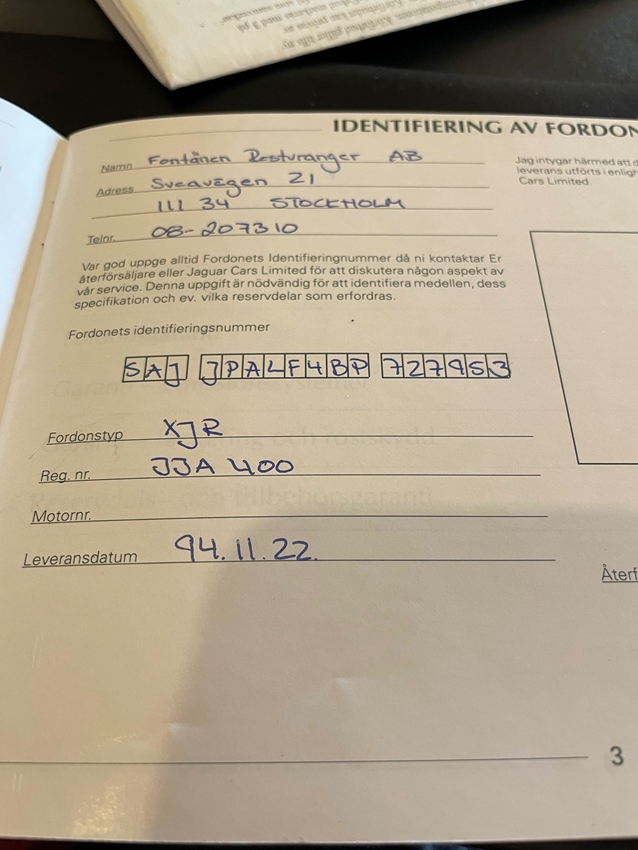 IDENTIFIERING AV FORDON
Namn Fontänen Resturanger AB
Adress Sveavägen 21
111 34 STOCKHOLM
Telnr. 08-207310
Jag intygar härmed att d
leverans utförts i enligh
Cars Limited.
Var god uppge alltid Fordonets Identifieringnummer då ni kontaktar Er
återförsäljare eller Jaguar Cars Limited för att diskutera någon aspekt av
vår service. Denna uppgift är nödvändig för att identifiera medellen, dess
specifikation och ev. vilka reservdelar som erfordras.
Fordonets identifieringsnummer
SAJ JPALF4BP 727953
Fordonstyp XJR
Reg. nr. JJA 400
Motornr.
Leveransdatum 94.11.22.
Återf
3